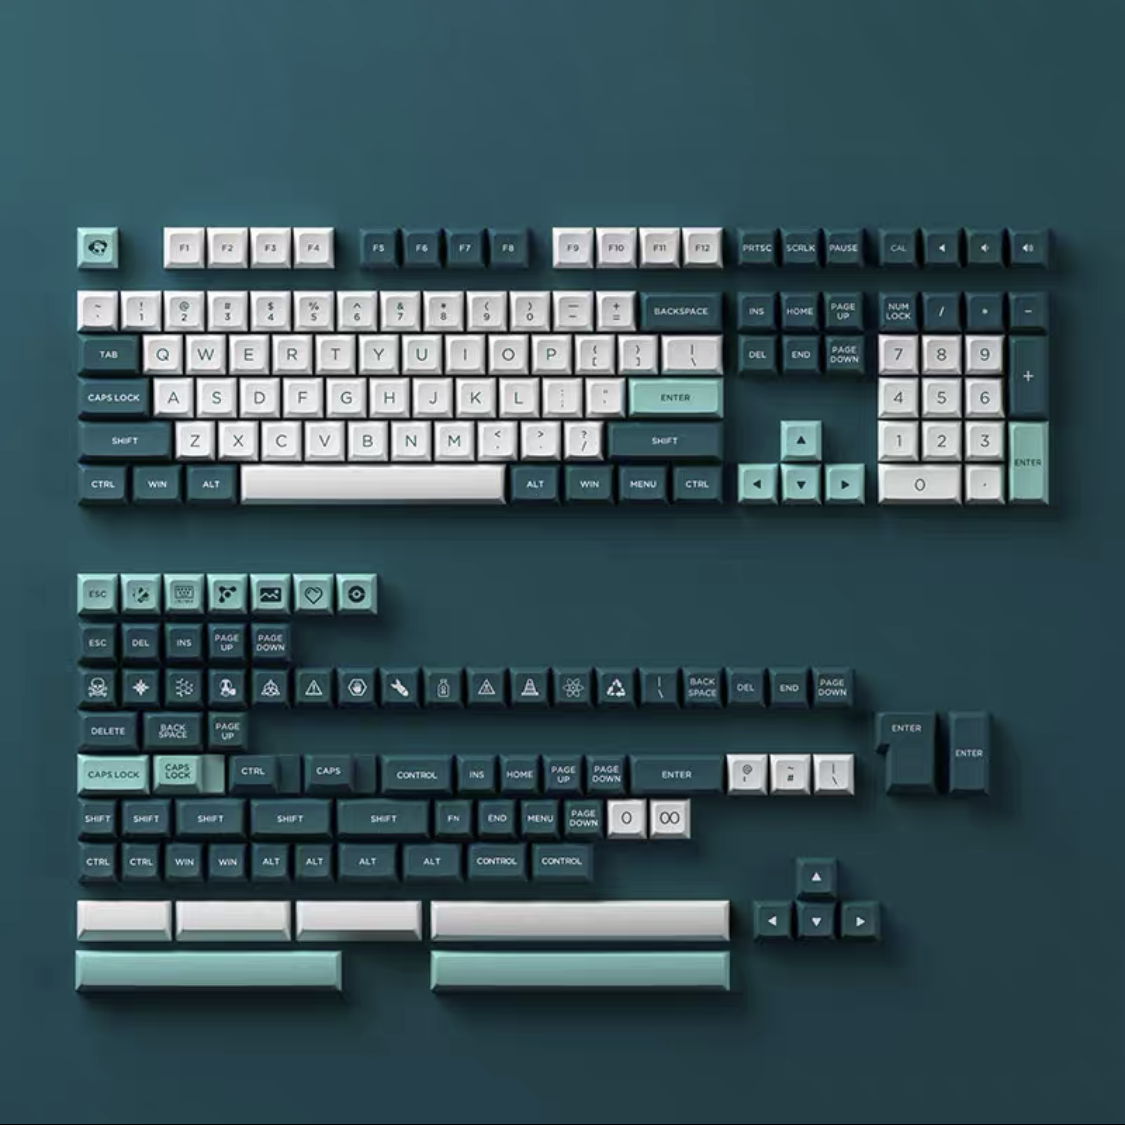 F1 F2 F3 F4 F5 F6 F7 F8 F9 F10 F11 F12 PRTSC SCRLK PAUSE CAL
~ ! @ # $ % ^ & * ( ) — +
` 1 2 3 4 5 6 7 8 9 0 - = BACKSPACE INS HOME PAGE UP NUM LOCK / * −
TAB Q W E R T Y U I O P { [ } ] | \ DEL END PAGE DOWN 7 8 9 +
CAPS LOCK A S D F G H J K L : ; " ' ENTER 4 5 6
SHIFT Z X C V B N M < , > . ? / SHIFT 1 2 3 ENTER
CTRL WIN ALT ALT WIN MENU CTRL 0 .
ESC
ESC DEL INS PAGE UP PAGE DOWN
| \ BACK SPACE DEL END PAGE DOWN
DELETE BACK SPACE PAGE UP ENTER ENTER
CAPS LOCK CAPS LOCK CTRL CAPS CONTROL INS HOME PAGE UP PAGE DOWN ENTER @ ' ~ # | \
SHIFT SHIFT SHIFT SHIFT SHIFT FN END MENU PAGE DOWN 0 00
CTRL CTRL WIN WIN ALT ALT ALT ALT CONTROL CONTROL